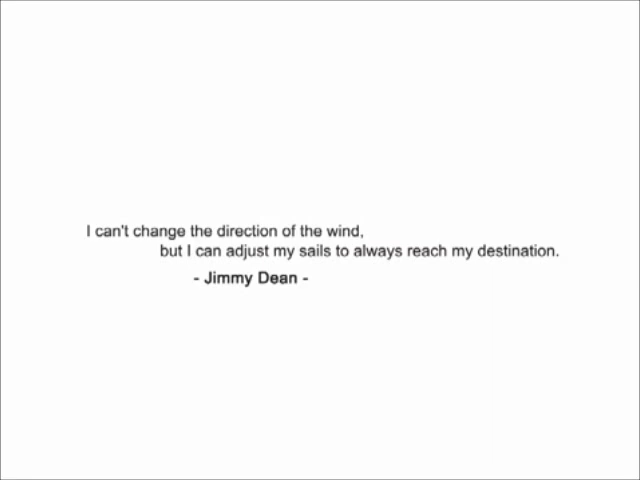 I can't change the direction of the wind,
but I can adjust my sails to always reach my destination.
- Jimmy Dean -